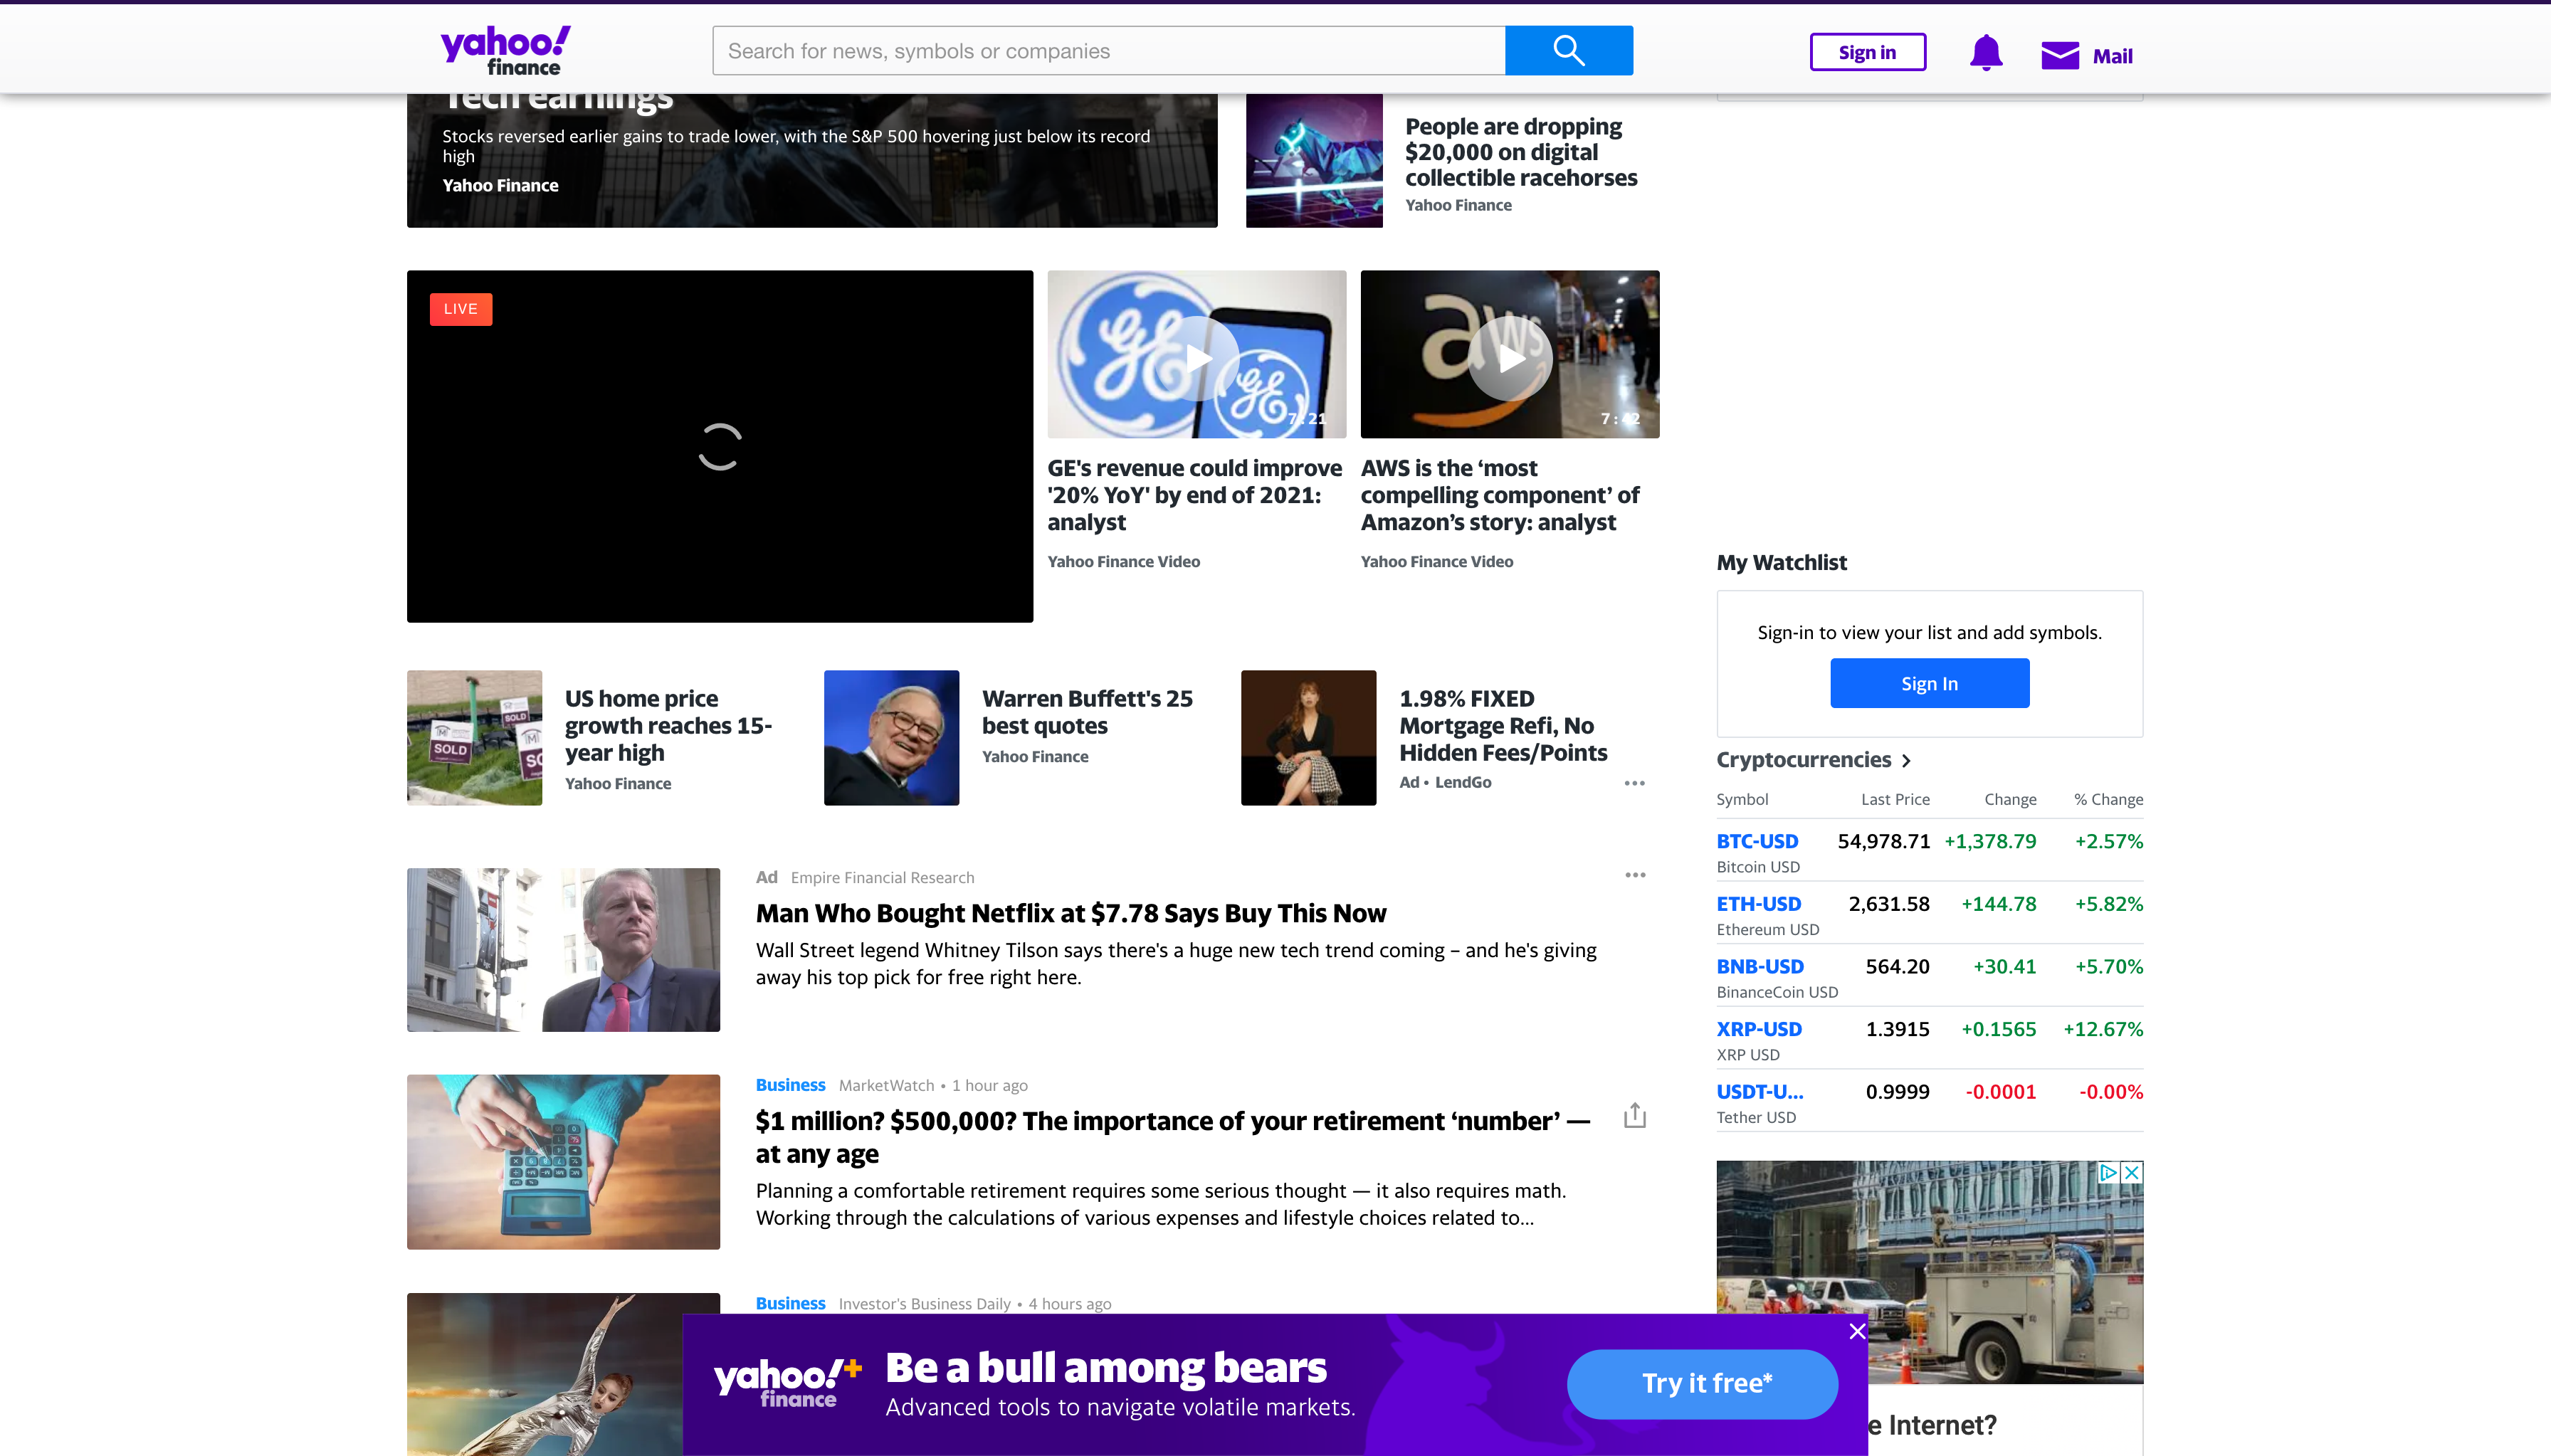 yahoo!
finance
Search for news, symbols or companies
Sign in
Mail
Tech earnings
Stocks reversed earlier gains to trade lower, with the S&P 500 hovering just below its record
high
Yahoo Finance
People are dropping
$20,000 on digital
collectible racehorses
Yahoo Finance
LIVE
7:21
GE's revenue could improve
'20% YoY' by end of 2021:
analyst
Yahoo Finance Video
aws
7:42
AWS is the ‘most
compelling component’ of
Amazon’s story: analyst
Yahoo Finance Video
My Watchlist
Sign-in to view your list and add symbols.
Sign In
SOLD
SOLD
US home price
growth reaches 15-
year high
Yahoo Finance
Warren Buffett's 25
best quotes
Yahoo Finance
1.98% FIXED
Mortgage Refi, No
Hidden Fees/Points
Ad • LendGo
Cryptocurrencies
Symbol Last Price Change % Change
BTC-USD 54,978.71 +1,378.79 +2.57%
Bitcoin USD
ETH-USD 2,631.58 +144.78 +5.82%
Ethereum USD
BNB-USD 564.20 +30.41 +5.70%
BinanceCoin USD
XRP-USD 1.3915 +0.1565 +12.67%
XRP USD
USDT-U... 0.9999 -0.0001 -0.00%
Tether USD
Ad Empire Financial Research
Man Who Bought Netflix at $7.78 Says Buy This Now
Wall Street legend Whitney Tilson says there's a huge new tech trend coming – and he's giving
away his top pick for free right here.
Business MarketWatch • 1 hour ago
$1 million? $500,000? The importance of your retirement ‘number’ —
at any age
Planning a comfortable retirement requires some serious thought — it also requires math.
Working through the calculations of various expenses and lifestyle choices related to...
Business Investor's Business Daily • 4 hours ago
yahoo!+
finance
Be a bull among bears
Advanced tools to navigate volatile markets.
Try it free*
e Internet?